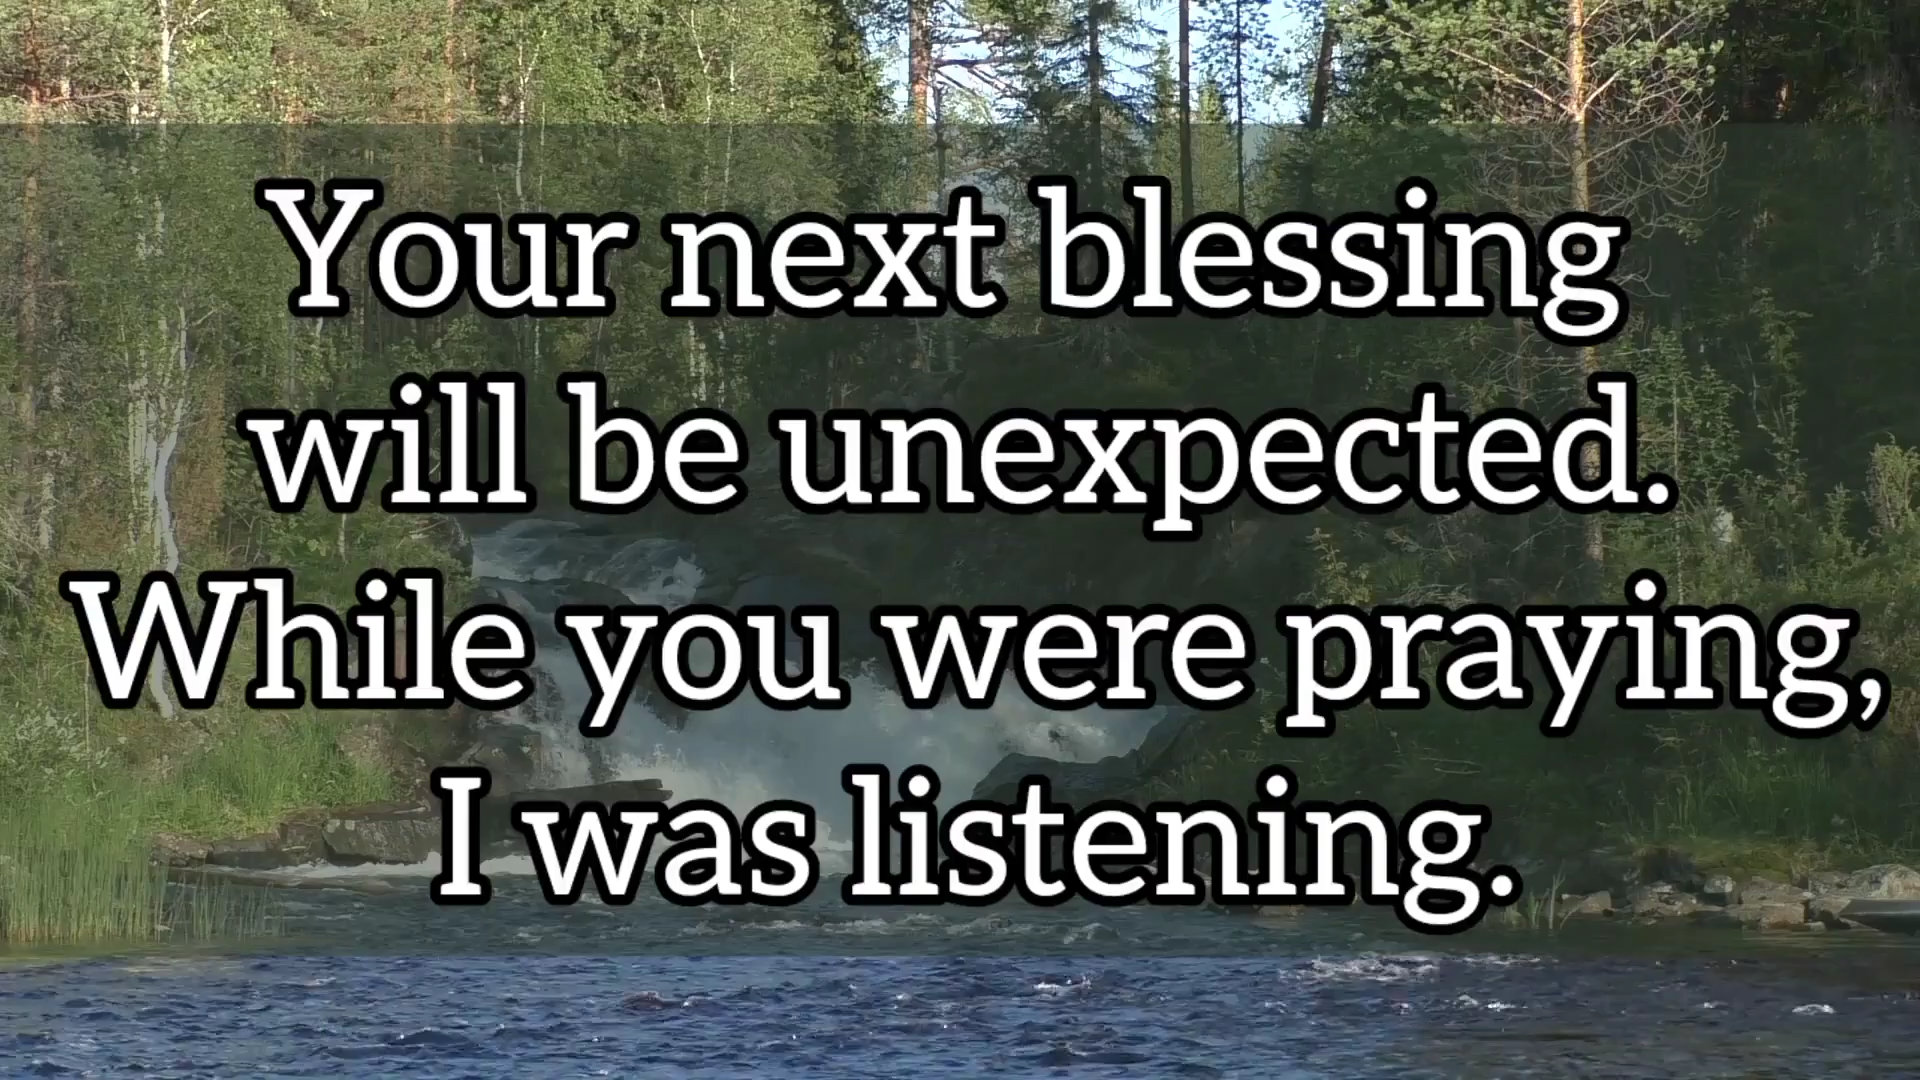 Your next blessing
will be unexpected.
While you were praying,
I was listening.